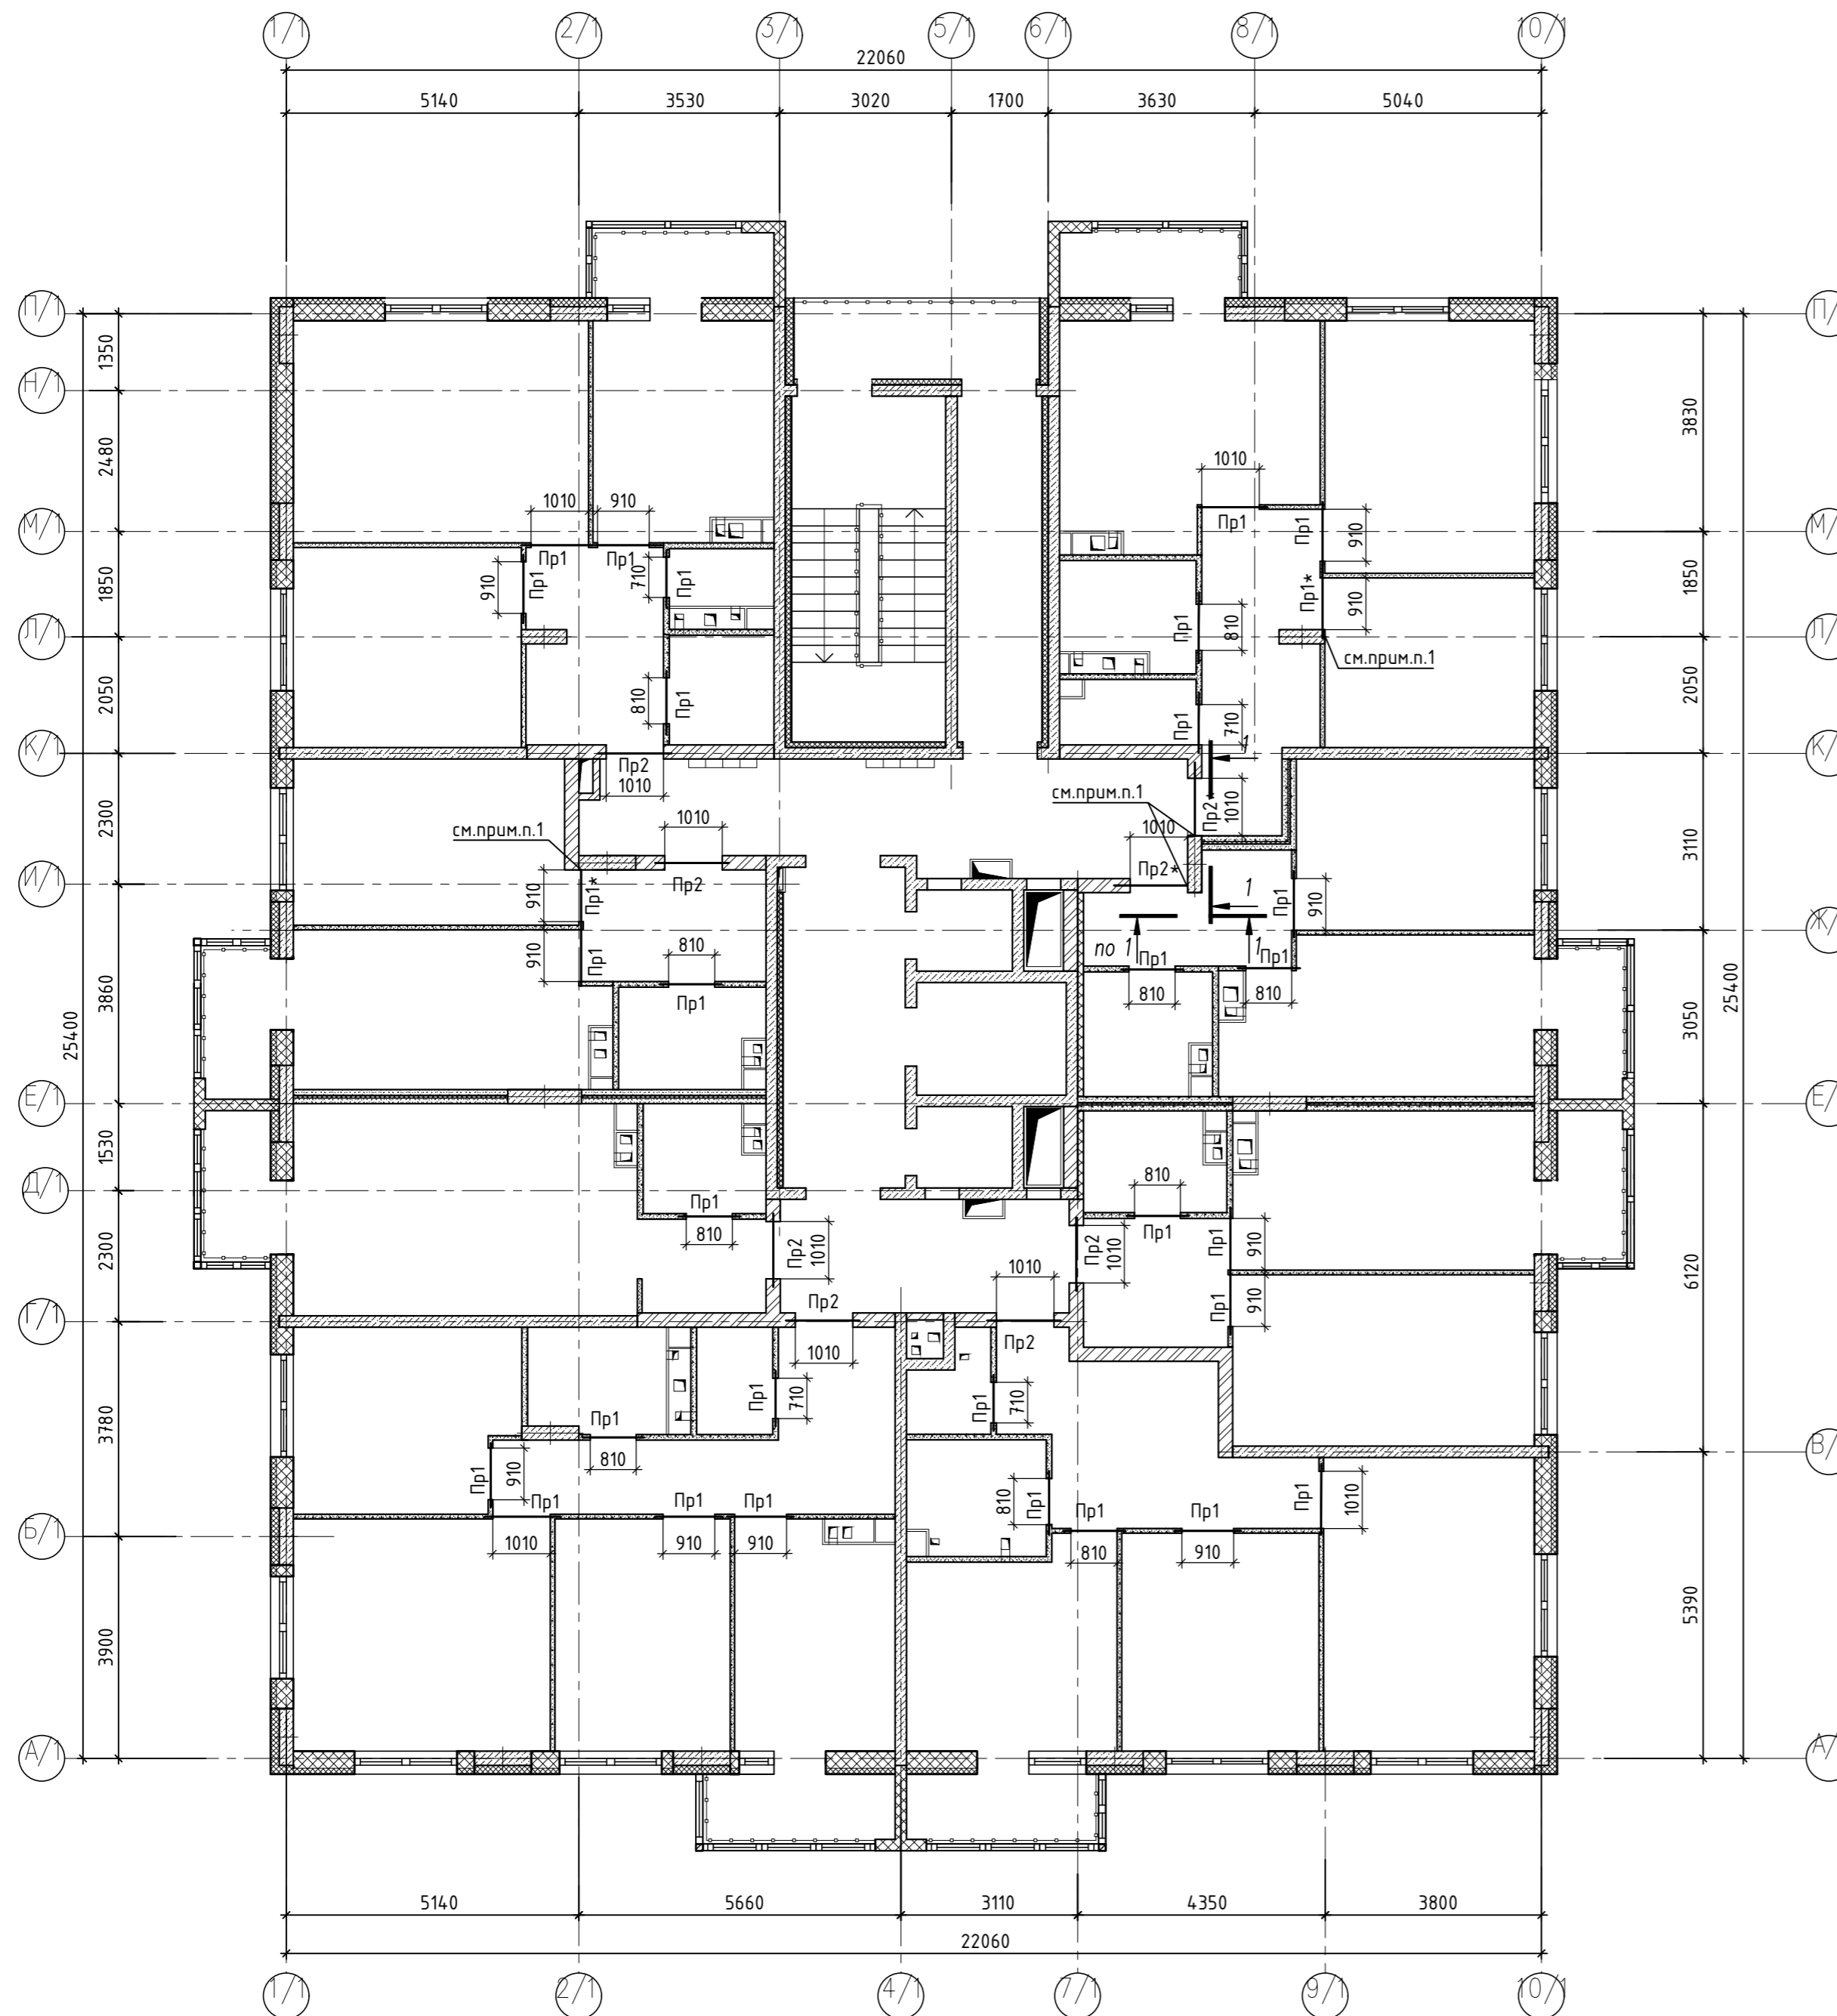 1/1 2/1 3/1 5/1 6/1 8/1 10/1
22060
5140 3530 3020 1700 3630 5040
П/1 П/
1350
Н/1
2480 3830
1010
1010 910
М/1 Пр1 Пр1 Пр1 Пр1 М/
910 Пр1 710 Пр1 910
1850 Пр1* 910 1850
810 Пр1
Л/1 Л/
см.прим.п.1
2050 810 Пр1 Пр1 710 2050
1
К/1 К/
Пр2
1010 см.прим.п.1 Пр2* 1010
2300 1010 1010 3110
см.прим.п.1
И/1 910 Пр1* Пр2 Пр2* 1 Пр1 910
Ж/
910 Пр1 810 по 1 1
Пр1 Пр1
Пр1 810 810
3860 3050
25400 25400
Е/1 Е/
1530
810
Д/1
Пр1 Пр1 Пр1 910
810 Пр2 1010 Пр2 1010
2300 1010 6120
Пр2 Пр1 910
Г/1
1010 Пр2
Пр1 710 Пр1 710
3780
Пр1
810 В/
Пр1 910 810 Пр1 Пр1 1010
Пр1 Пр1 Пр1 Пр1 Пр1
Б/1
1010 910 910 810 910
3900 5390
А/1 А/
5140 5660 3110 4350 3800
22060
1/1 2/1 4/1 7/1 9/1 10/1